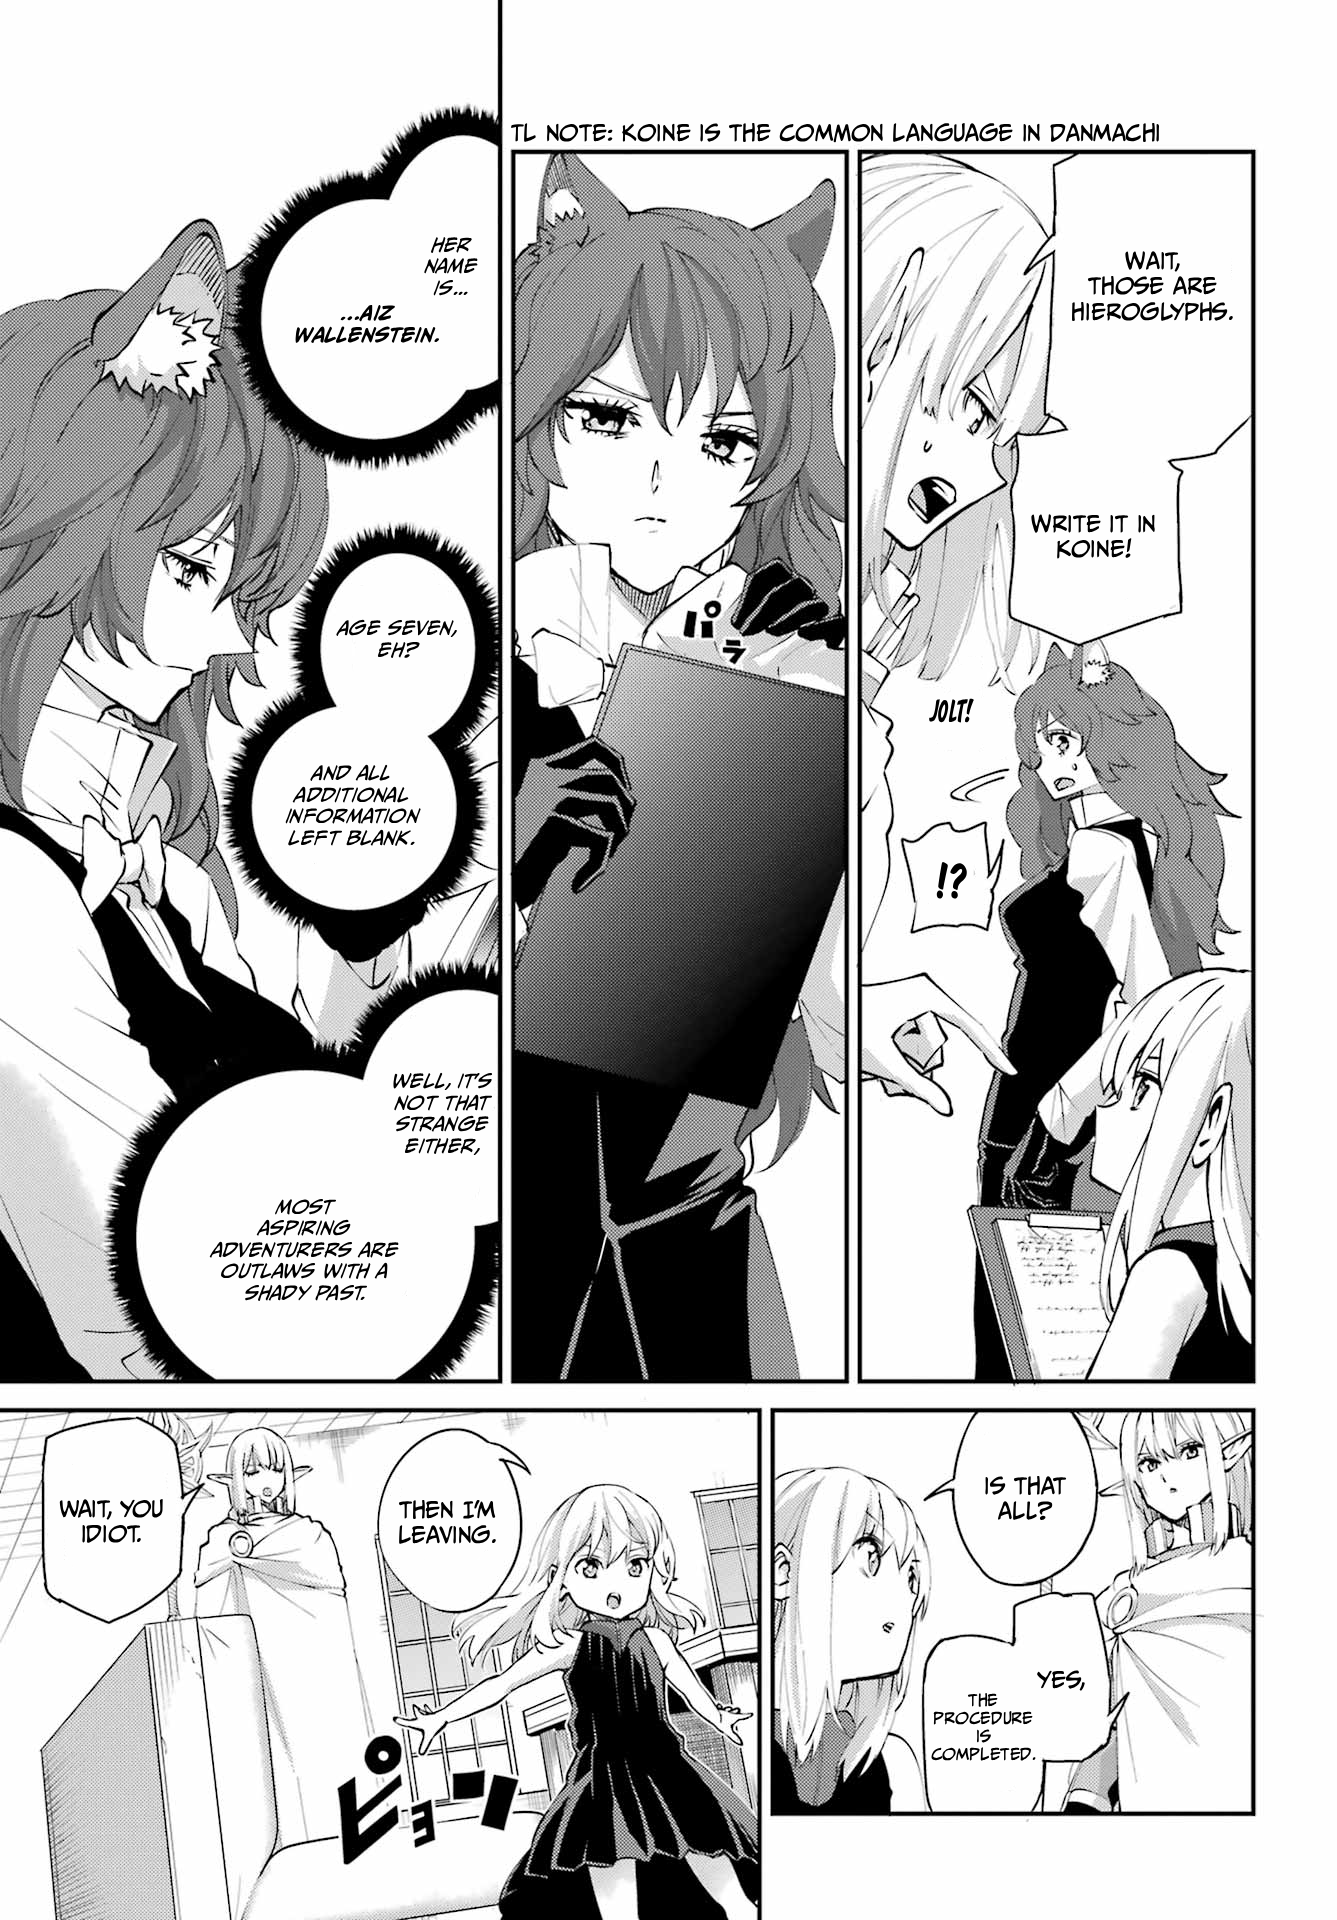 TL NOTE: KOINE IS THE COMMON LANGUAGE IN DANMACHI
WAIT,
THOSE ARE
HIEROGLYPHS.
WRITE IT IN
KOINE!
JOLT!
!?
パラ
HER
NAME
IS...
...AIZ
WALLENSTEIN.
AGE SEVEN,
EH?
AND ALL
ADDITIONAL
INFORMATION
LEFT BLANK.
WELL, IT'S
NOT THAT
STRANGE
EITHER,
MOST
ASPIRING
ADVENTURERS ARE
OUTLAWS WITH A
SHADY PAST.
IS THAT
ALL?
YES,
THE
PROCEDURE
IS
COMPLETED.
THEN I'M
LEAVING.
ピョン
WAIT, YOU
IDIOT.